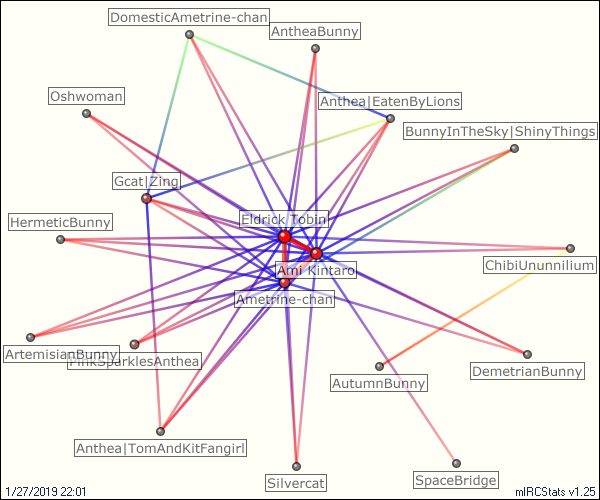 DomesticAmetrine-chan
AntheaBunny
Oshwoman
Anthea|EatenByLions
BunnyInTheSky|ShinyThings
Gcat|Zing
HermeticBunny
Eldrick_Tobin
Ami_Kintaro
ChibiUnunnilium
Ametrine-chan
ArtemisianBunny
PinkSparklesAnthea
AutumnBunny
DemetrianBunny
Anthea|TomAndKitFangirl
Silvercat
SpaceBridge
1/27/2019 22:01
mIRCStats v1.25